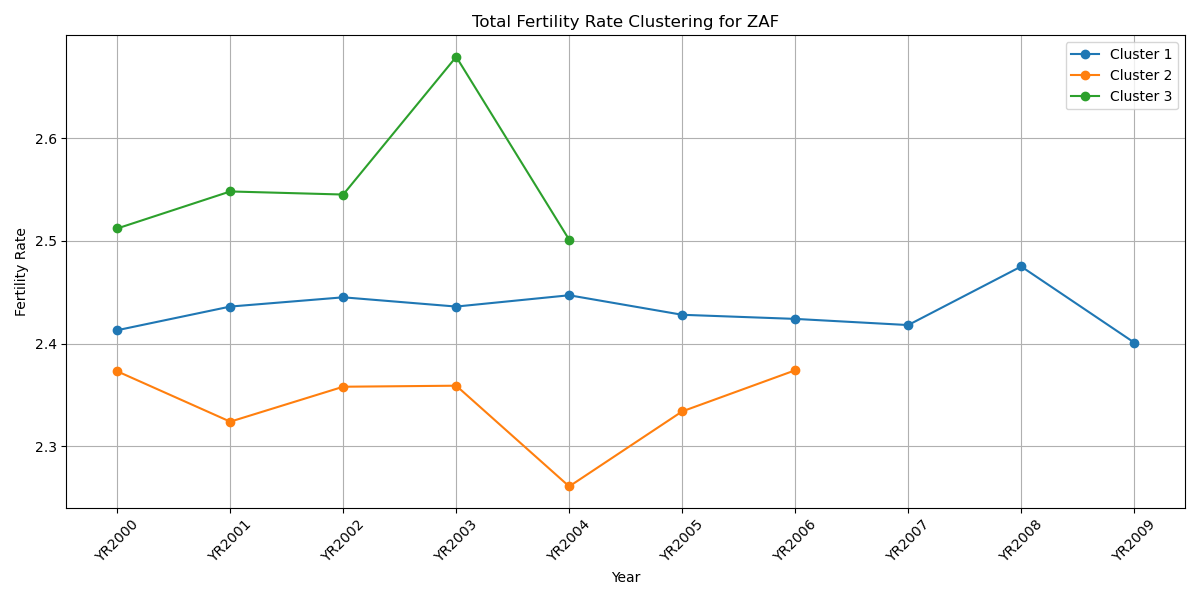 Total Fertility Rate Clustering for ZAF
Cluster 1
Cluster 2
Cluster 3
Fertility Rate
2.6
2.5
2.4
2.3
YR2000
YR2001
YR2002
YR2003
YR2004
YR2005
YR2006
YR2007
YR2008
YR2009
Year